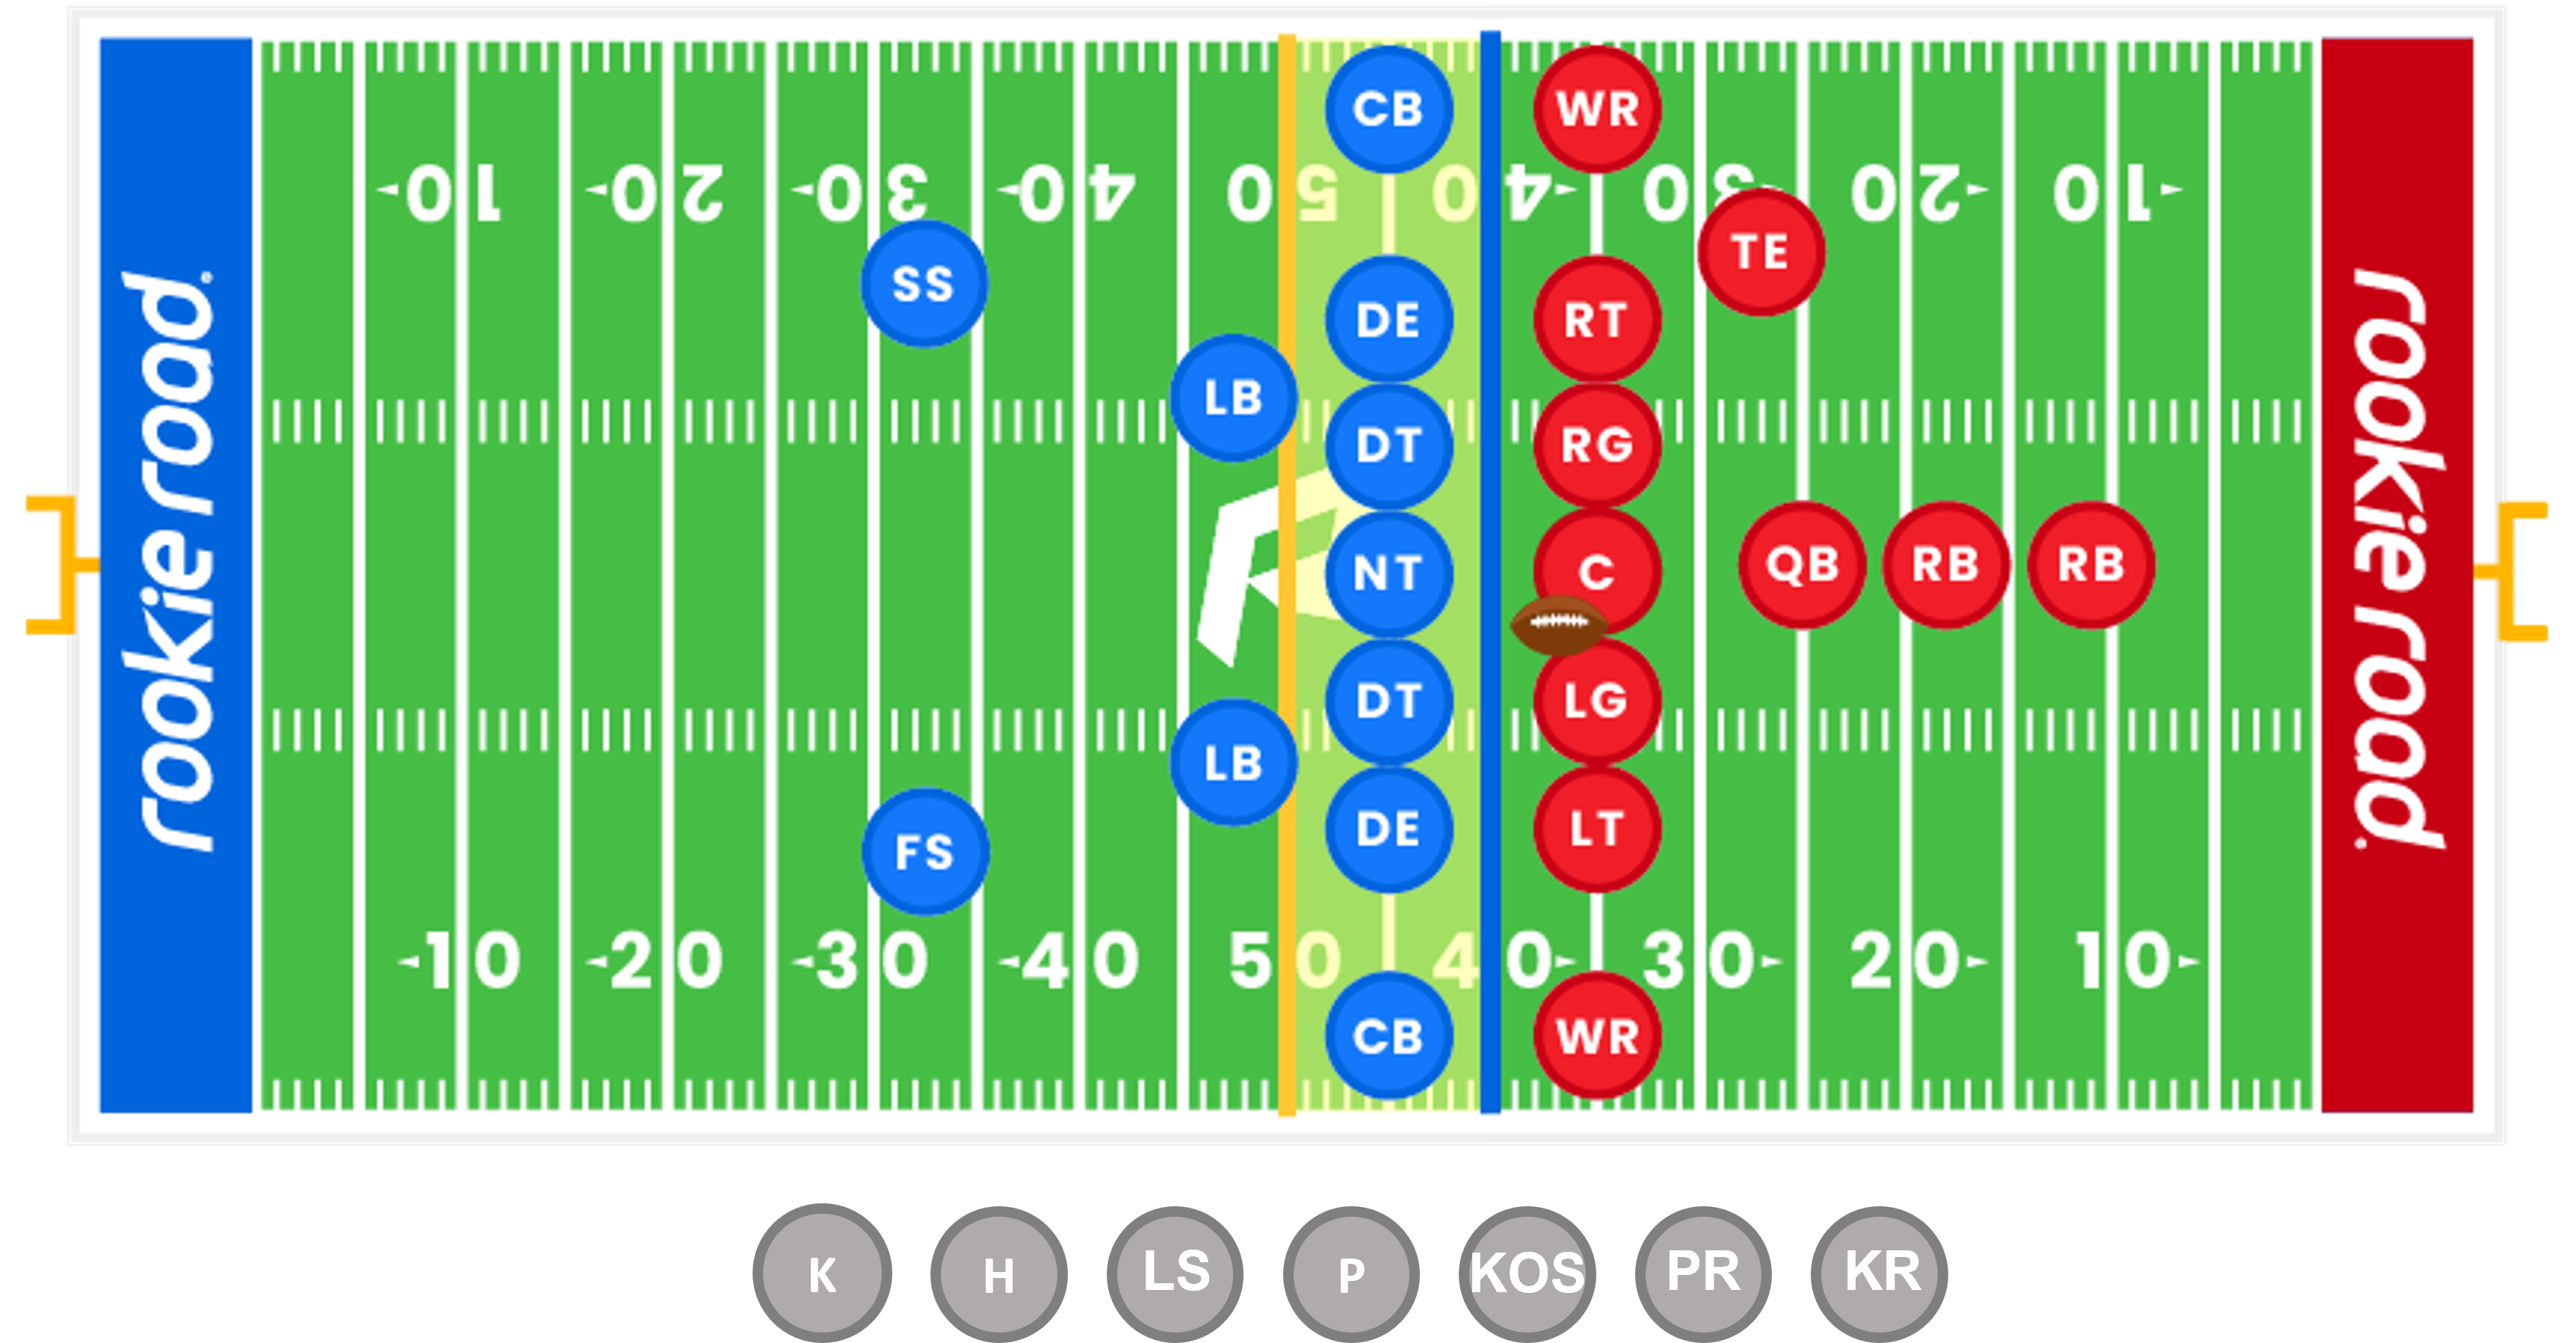 CB WR
10 20 30 40 50 40 30 20 10
TE
SS
DE RT
LB
DT RG
NT C QB RB RB
DT LG
LB
DE LT
FS
10 20 30 40 50 40 30 20 10
CB WR
rookie road.
rookie road.
K H LS P KOS PR KR